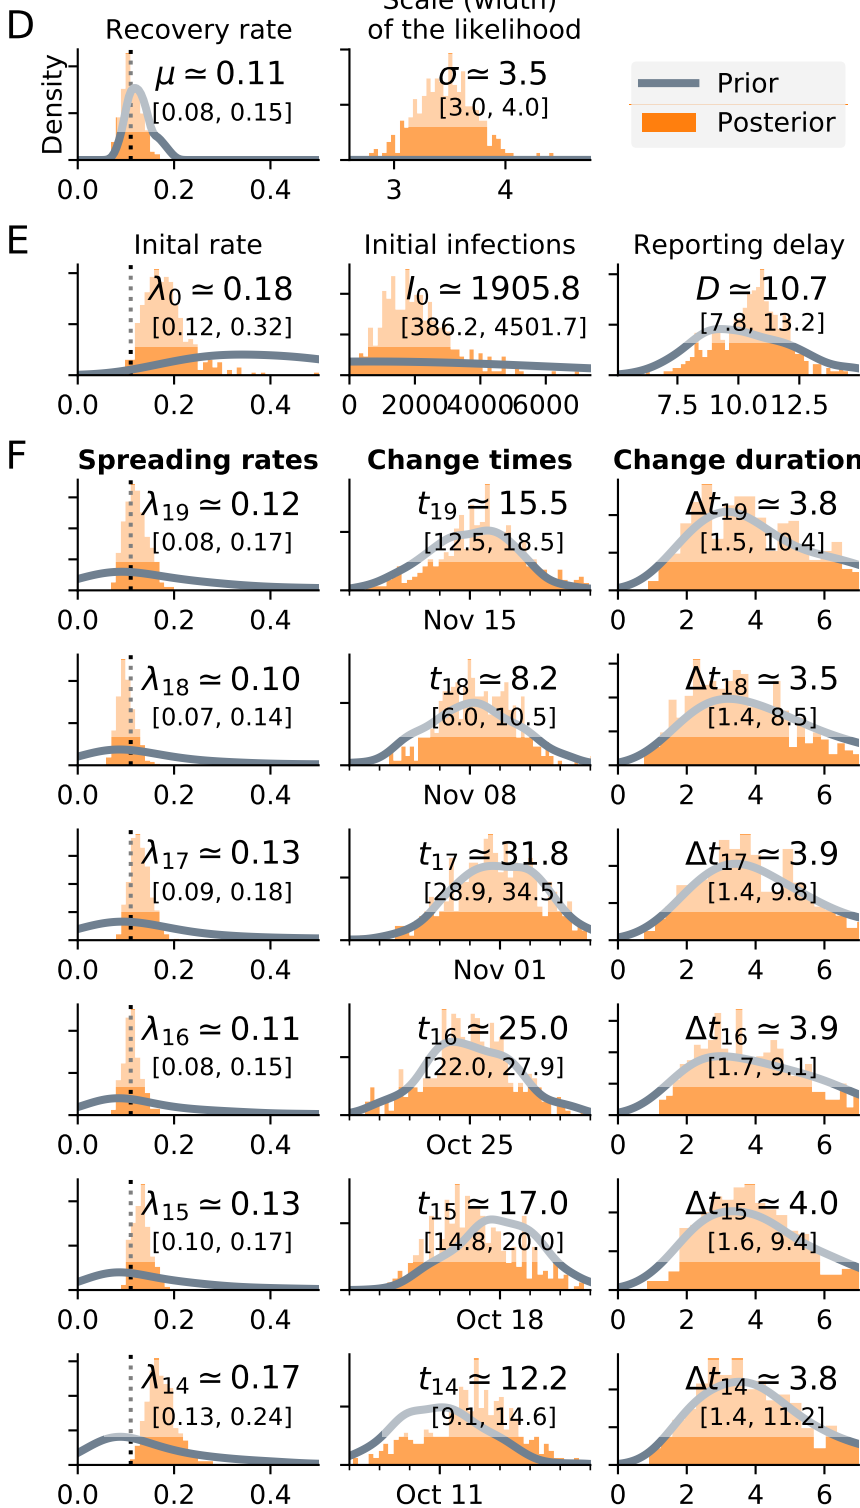 Scale (width)
D
Recovery rate
of the likelihood
Density
μ ≃ 0.11
[0.08, 0.15]
σ ≃ 3.5
[3.0, 4.0]
Prior
Posterior
0.0 0.2 0.4
3 4
E
Inital rate
Initial infections
Reporting delay
λ0 ≃ 0.18
[0.12, 0.32]
I0 ≃ 1905.8
[386.2, 4501.7]
D ≃ 10.7
[7.8, 13.2]
0.0 0.2 0.4
0 2000 4000 6000
7.5 10.0 12.5
F
Spreading rates
Change times
Change duration
λ19 ≃ 0.12
[0.08, 0.17]
t19 ≃ 15.5
[12.5, 18.5]
Δt19 ≃ 3.8
[1.5, 10.4]
0.0 0.2 0.4
Nov 15
0 2 4 6
λ18 ≃ 0.10
[0.07, 0.14]
t18 ≃ 8.2
[6.0, 10.5]
Δt18 ≃ 3.5
[1.4, 8.5]
0.0 0.2 0.4
Nov 08
0 2 4 6
λ17 ≃ 0.13
[0.09, 0.18]
t17 ≃ 31.8
[28.9, 34.5]
Δt17 ≃ 3.9
[1.4, 9.8]
0.0 0.2 0.4
Nov 01
0 2 4 6
λ16 ≃ 0.11
[0.08, 0.15]
t16 ≃ 25.0
[22.0, 27.9]
Δt16 ≃ 3.9
[1.7, 9.1]
0.0 0.2 0.4
Oct 25
0 2 4 6
λ15 ≃ 0.13
[0.10, 0.17]
t15 ≃ 17.0
[14.8, 20.0]
Δt15 ≃ 4.0
[1.6, 9.4]
0.0 0.2 0.4
Oct 18
0 2 4 6
λ14 ≃ 0.17
[0.13, 0.24]
t14 ≃ 12.2
[9.1, 14.6]
Δt14 ≃ 3.8
[1.4, 11.2]
0.0 0.2 0.4
Oct 11
0 2 4 6